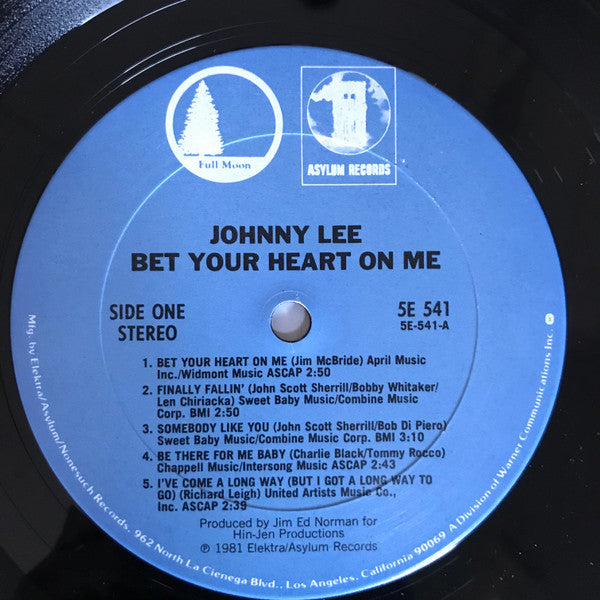 Full Moon
ASYLUM RECORDS
JOHNNY LEE
BET YOUR HEART ON ME
SIDE ONE
STEREO
5E 541
5E-541-A
1. BET YOUR HEART ON ME (Jim McBride) April Music
Inc./Widmont Music ASCAP 2:50
2. FINALLY FALLIN' (John Scott Sherrill/Bobby Whitaker/
Len Chiriacka) Sweet Baby Music/Combine Music
Corp. BMI 2:50
3. SOMEBODY LIKE YOU (John Scott Sherrill/Bob Di Piero)
Sweet Baby Music/Combine Music Corp. BMI 3:10
4. BE THERE FOR ME BABY (Charlie Black/Tommy Rocco)
Chappell Music/Intersong Music ASCAP 2:43
5. I'VE COME A LONG WAY (BUT I GOT A LONG WAY TO
GO) (Richard Leigh) United Artists Music Co.,
Inc. ASCAP 2:39
Produced by Jim Ed Norman for
Hin-Jen Productions
℗ 1981 Elektra/Asylum Records
Mfg. by Elektra/Asylum/Nonesuch Records, 962 North La Cienega Blvd., Los Angeles, California 90069 A Division of Warner Communications Inc.